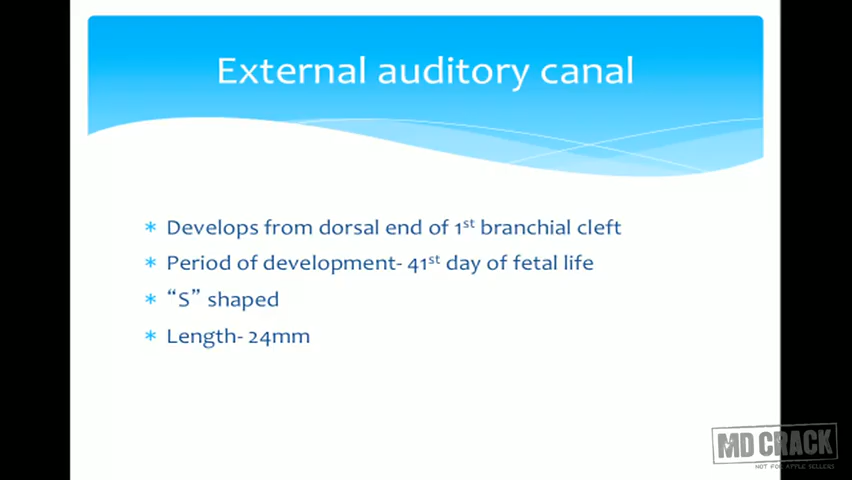 External auditory canal
* Develops from dorsal end of 1st branchial cleft
* Period of development- 41st day of fetal life
* “S” shaped
* Length- 24mm
MD CRACK
NOT FOR APPLE SELLERS